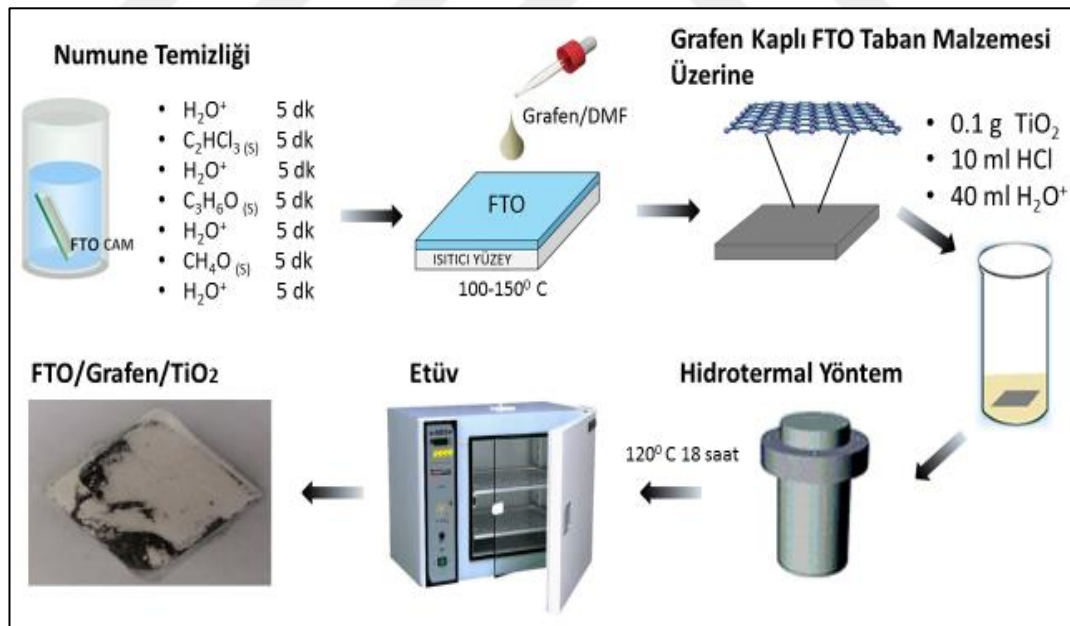 Numune Temizliği
• H₂O⁺ 5 dk
• C₂HCl₃ (S) 5 dk
• H₂O⁺ 5 dk
• C₃H₆O (S) 5 dk
• H₂O⁺ 5 dk
• CH₄O (S) 5 dk
• H₂O⁺ 5 dk
FTO CAM
Grafen/DMF
FTO
ISITICI YÜZEY
100-150⁰ C
Grafen Kaplı FTO Taban Malzemesi
Üzerine
• 0.1 g TiO₂
• 10 ml HCl
• 40 ml H₂O⁺
Hidrotermal Yöntem
120⁰ C 18 saat
Etüv
FTO/Grafen/TiO₂